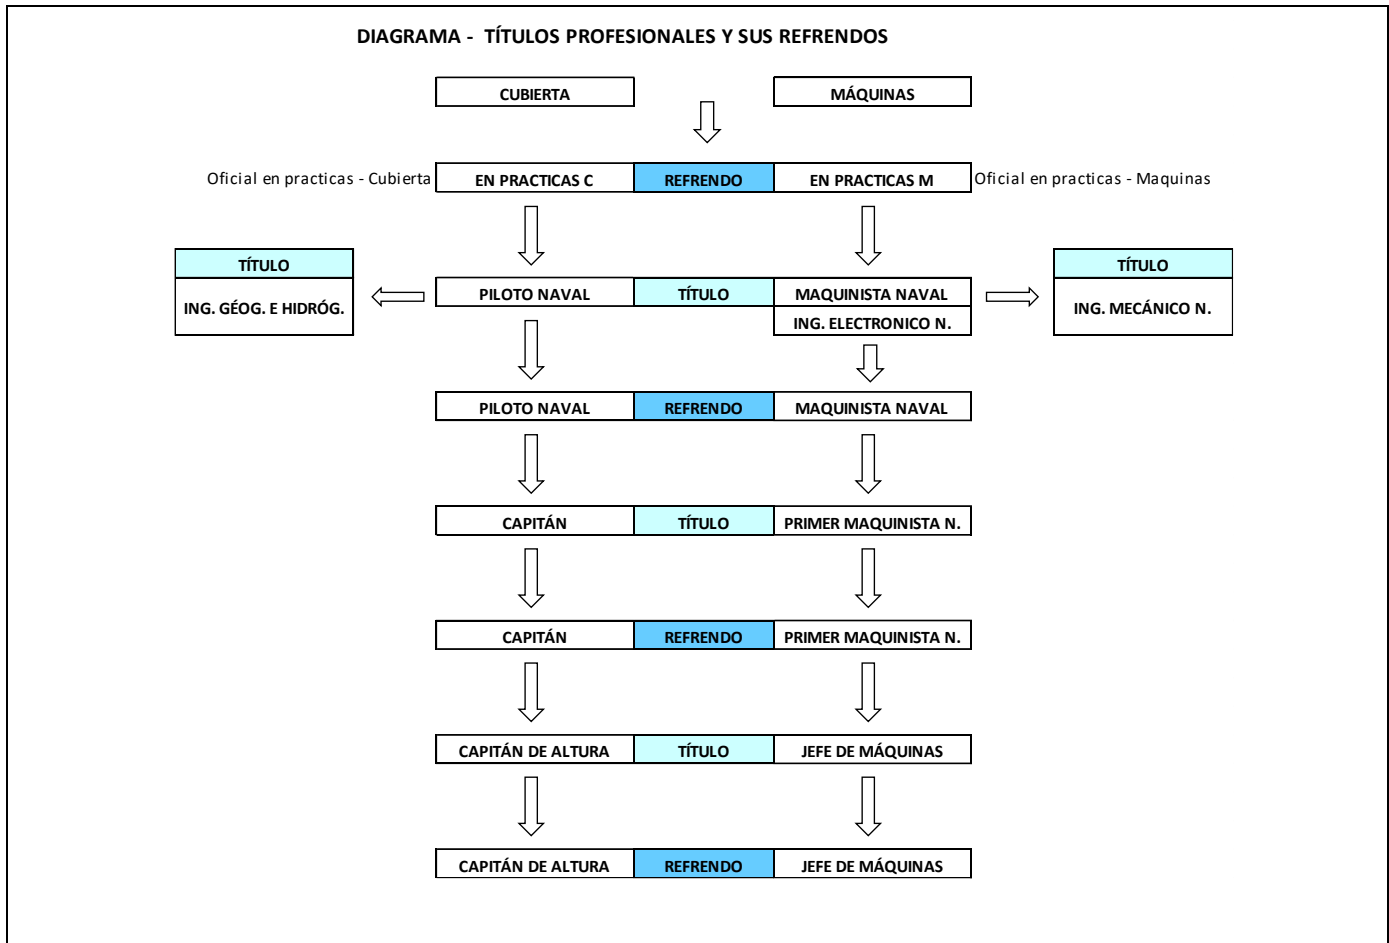 DIAGRAMA - TÍTULOS PROFESIONALES Y SUS REFRENDOS
CUBIERTA
MÁQUINAS
Oficial en practicas - Cubierta
EN PRACTICAS C
REFRENDO
EN PRACTICAS M
Oficial en practicas - Maquinas
TÍTULO
ING. GÉOG. E HIDRÓG.
PILOTO NAVAL
TÍTULO
MAQUINISTA NAVAL
ING. ELECTRONICO N.
TÍTULO
ING. MECÁNICO N.
PILOTO NAVAL
REFRENDO
MAQUINISTA NAVAL
CAPITÁN
TÍTULO
PRIMER MAQUINISTA N.
CAPITÁN
REFRENDO
PRIMER MAQUINISTA N.
CAPITÁN DE ALTURA
TÍTULO
JEFE DE MÁQUINAS
CAPITÁN DE ALTURA
REFRENDO
JEFE DE MÁQUINAS